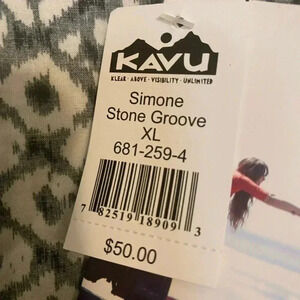 KAVU
KLEAR · ABOVE · VISIBILITY · UNLIMITED
Simone
Stone Groove
XL
681-259-4
7 82519 18909 3
$50.00